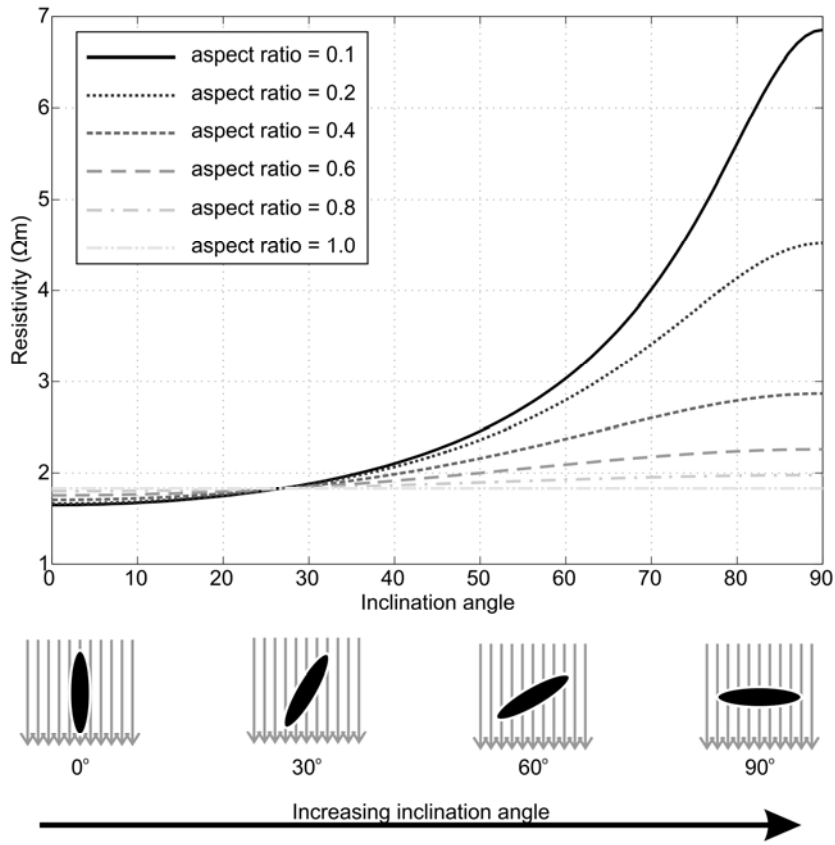 7
6
5
4
3
2
1
Resistivity (Ωm)
aspect ratio = 0.1
aspect ratio = 0.2
aspect ratio = 0.4
aspect ratio = 0.6
aspect ratio = 0.8
aspect ratio = 1.0
0 10 20 30 40 50 60 70 80 90
Inclination angle
0° 30° 60° 90°
Increasing inclination angle